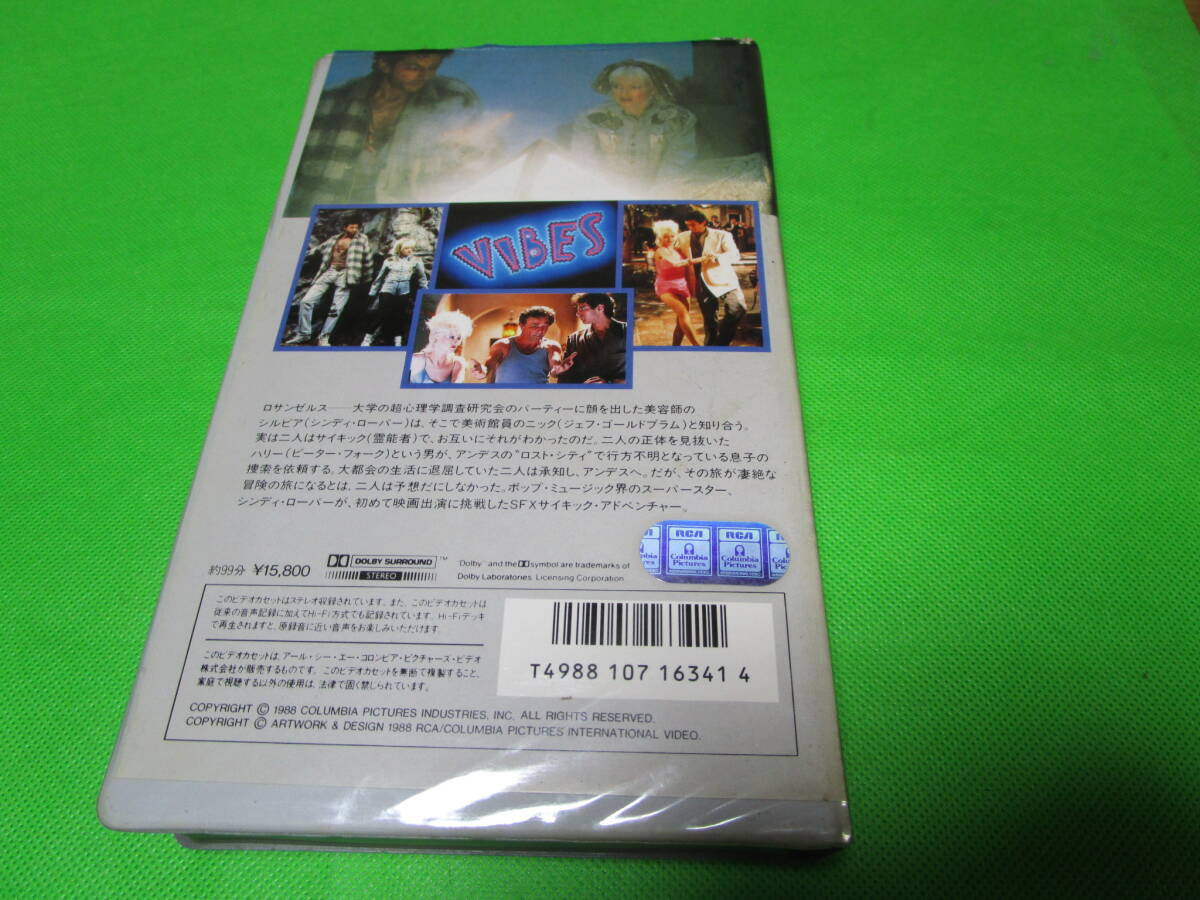 VIBES
ロサンゼルス――大学の超心理学調査研究会のパーティーに顔を出した美容師の
シルビア(シンディ・ローパー)は、そこで美術館員のニック(ジェフ・ゴールドブラム)と知り合う。
実は二人はサイキック(霊能者)で、お互いにそれがわかったのだ。二人の正体を見抜いた
ハリー(ピーター・フォーク)という男が、アンデスの“ロスト・シティ”で行方不明となっている息子の
捜索を依頼する。大都会の生活に退屈していた二人は承知し、アンデスへ。だが、その旅が凄絶な
冒険の旅になるとは、二人は予想だにしなかった。ポップ・ミュージック界のスーパースター、
シンディ・ローパーが、初めて映画出演に挑戦したSFXサイキック・アドベンチャー。
約99分 ¥15,800
DOLBY SURROUND™
STEREO
"Dolby" and the symbol are trademarks of
Dolby Laboratories Licensing Corporation.
RCA
Columbia
Pictures
RCA
Columbia
Pictures
このビデオカセットはステレオ収録されています。また、このビデオカセットは
従来の音声記録に加えてHi-Fi方式でも記録されています。Hi-Fiデッキ
で再生されますと、原録音に近い音声をお楽しみいただけます。
このビデオカセットは、アール・シー・エー・コロンビア・ピクチャーズ・ビデオ
株式会社が販売するものです。このビデオカセットを無断で複製すること、
家庭で視聴する以外の使用は、法律で固く禁じられています。
T4988 107 16341 4
COPYRIGHT © 1988 COLUMBIA PICTURES INDUSTRIES, INC. ALL RIGHTS RESERVED.
COPYRIGHT © ARTWORK & DESIGN 1988 RCA/COLUMBIA PICTURES INTERNATIONAL VIDEO.